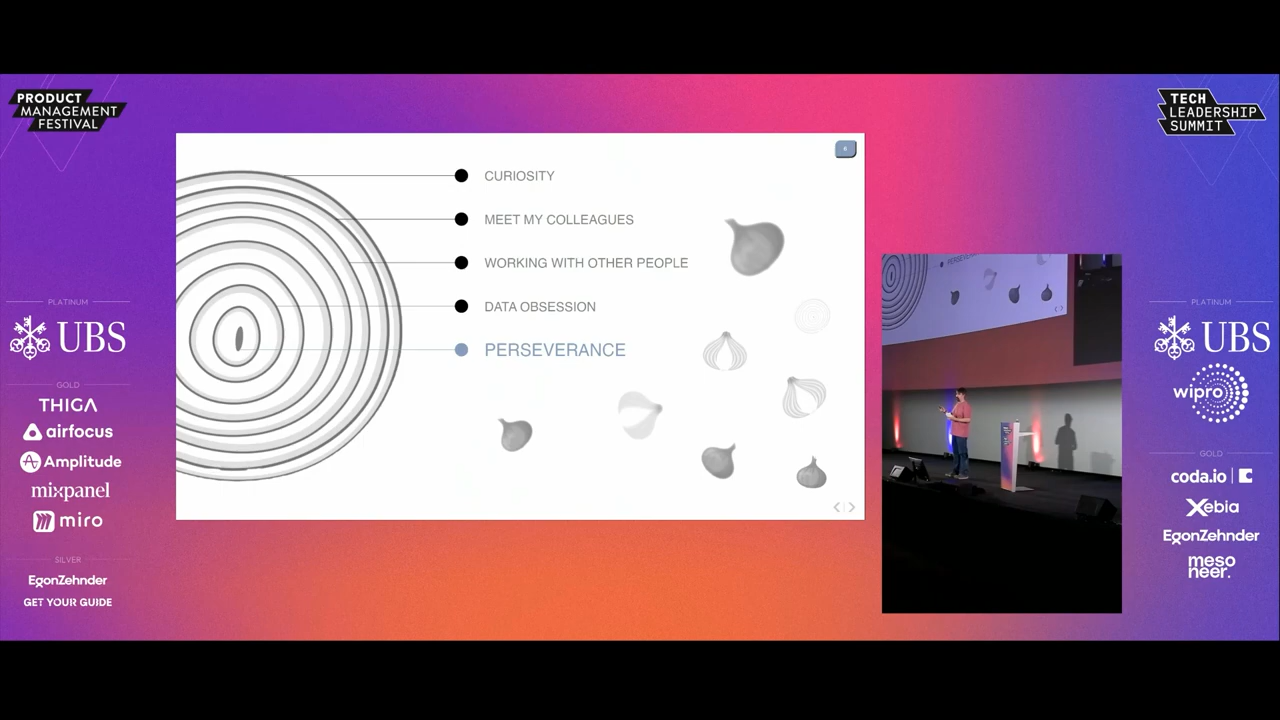 PRODUCT
MANAGEMENT
FESTIVAL
TECH
LEADERSHIP
SUMMIT
6
CURIOSITY
MEET MY COLLEAGUES
WORKING WITH OTHER PEOPLE
DATA OBSESSION
PERSEVERANCE
PLATINUM
UBS
GOLD
THIGA
airfocus
Amplitude
mixpanel
miro
SILVER
EgonZehnder
GET YOUR GUIDE
PLATINUM
UBS
wipro
GOLD
coda.io
Xebia
EgonZehnder
meso
neer.